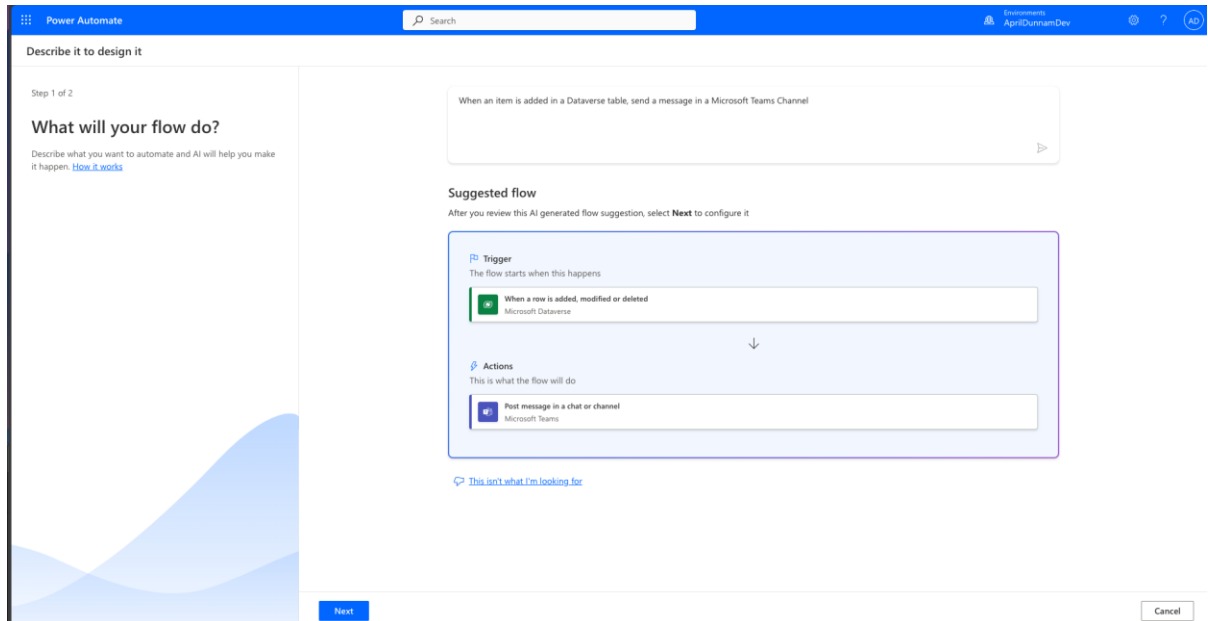 Power Automate
Search
Environments
AprilDunnamDev
?
AD
Describe it to design it
Step 1 of 2
What will your flow do?
Describe what you want to automate and AI will help you make
it happen. How it works
When an item is added in a Dataverse table, send a message in a Microsoft Teams Channel
Suggested flow
After you review this AI generated flow suggestion, select Next to configure it
Trigger
The flow starts when this happens
When a row is added, modified or deleted
Microsoft Dataverse
Actions
This is what the flow will do
Post message in a chat or channel
Microsoft Teams
This isn't what I'm looking for
Next
Cancel